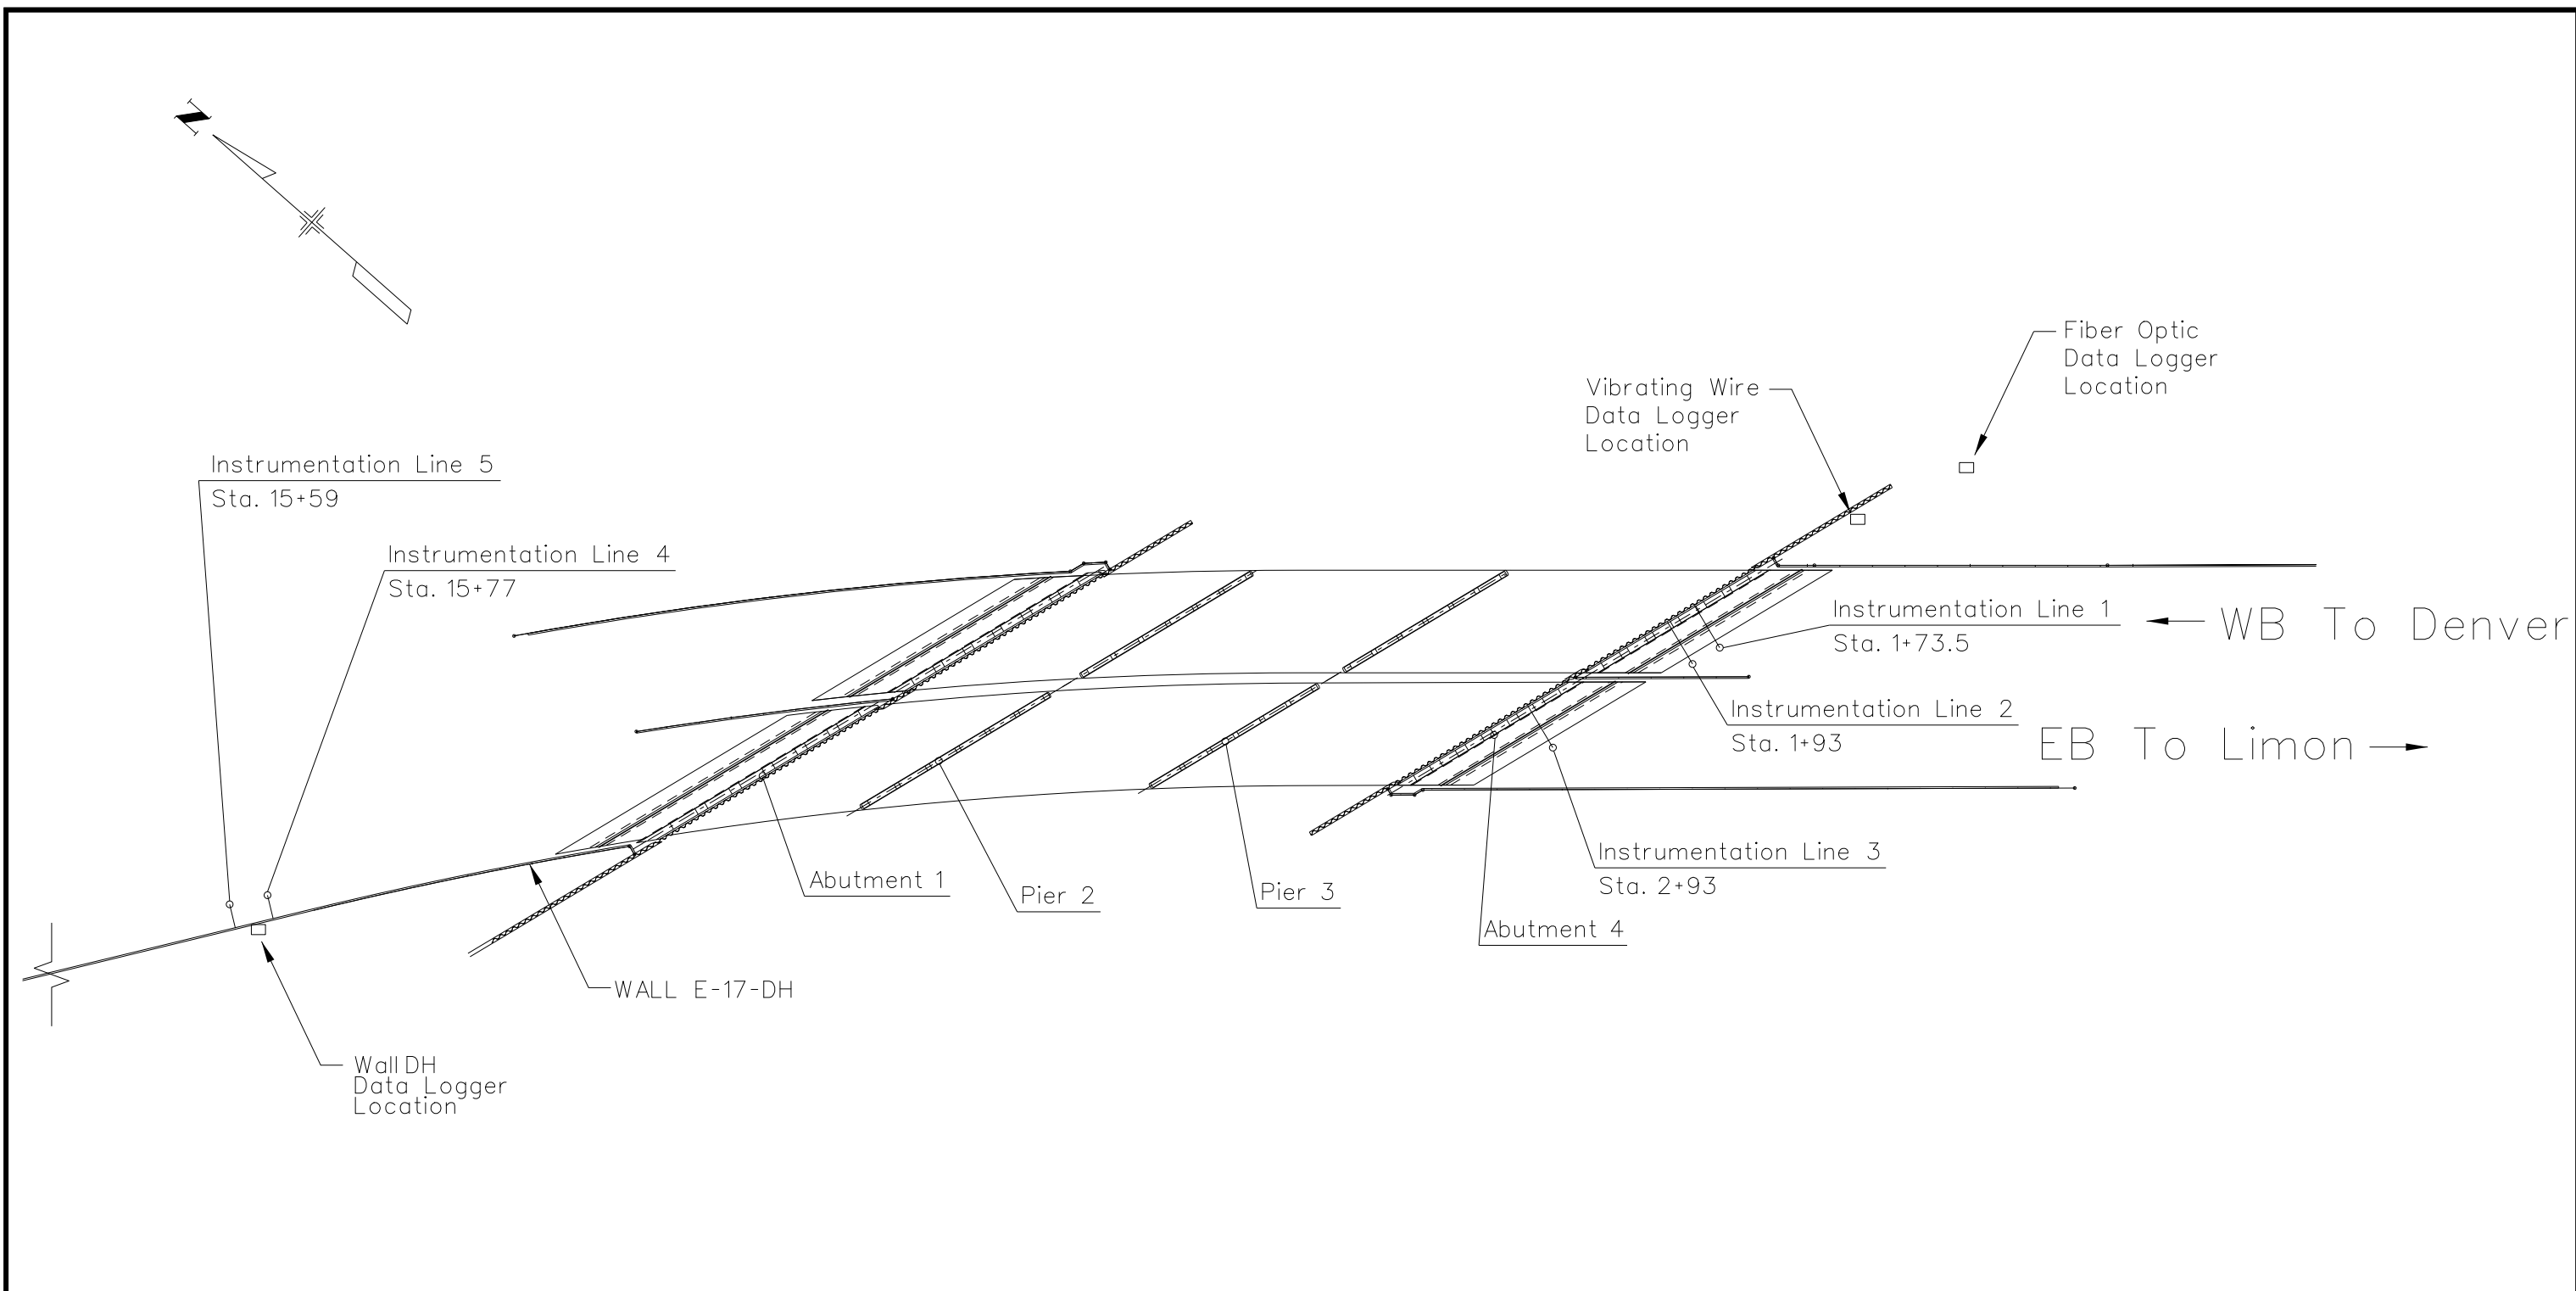 N
Fiber Optic
Data Logger
Location
Vibrating Wire
Data Logger
Location
Instrumentation Line 5
Sta. 15+59
Instrumentation Line 4
Sta. 15+77
Instrumentation Line 1
Sta. 1+73.5
WB To Denver
Instrumentation Line 2
Sta. 1+93
EB To Limon
Instrumentation Line 3
Sta. 2+93
Abutment 1
Pier 2
Pier 3
Abutment 4
WALL E-17-DH
Wall DH
Data Logger
Location